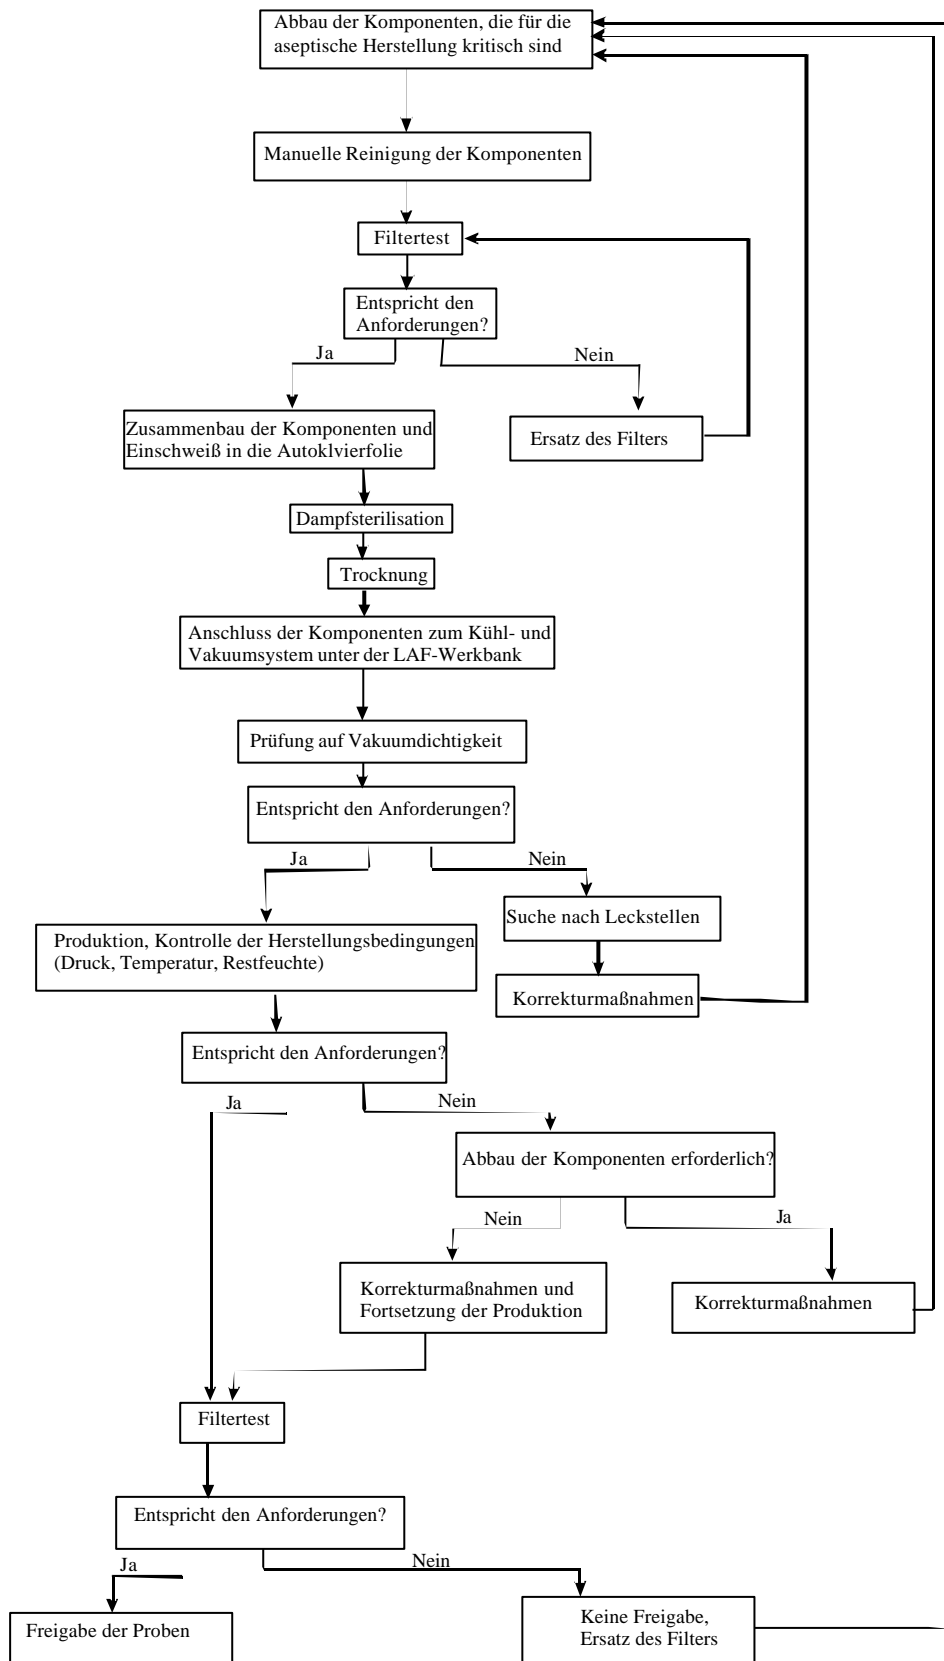 Abbau der Komponenten, die für die
aseptische Herstellung kritisch sind
Manuelle Reinigung der Komponenten
Filtertest
Entspricht den
Anforderungen?
Ja
Nein
Zusammenbau der Komponenten und
Einschweiß in die Autoklvierfolie
Ersatz des Filters
Dampfsterilisation
Trocknung
Anschluss der Komponenten zum Kühl- und
Vakuumsystem unter der LAF-Werkbank
Prüfung auf Vakuumdichtigkeit
Entspricht den Anforderungen?
Ja
Nein
Suche nach Leckstellen
Produktion, Kontrolle der Herstellungsbedingungen
(Druck, Temperatur, Restfeuchte)
Korrekturmaßnahmen
Entspricht den Anforderungen?
Ja
Nein
Abbau der Komponenten erforderlich?
Nein
Ja
Korrekturmaßnahmen und
Fortsetzung der Produktion
Korrekturmaßnahmen
Filtertest
Entspricht den Anforderungen?
Ja
Nein
Freigabe der Proben
Keine Freigabe,
Ersatz des Filters